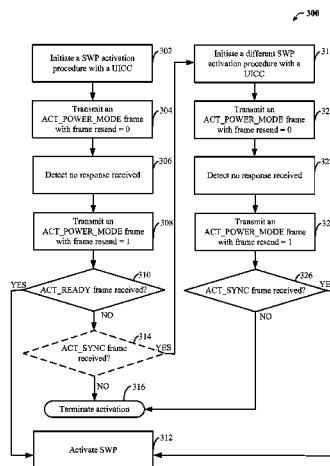 300
302
Initiate a SWP activation
procedure with a UICC
304
Transmit an
ACT_POWER_MODE frame
with frame resend = 0
306
Detect no response received
308
Transmit an
ACT_POWER_MODE frame
with frame resend = 1
310
ACT_READY frame received?
YES
NO
314
ACT_SYNC frame
received?
YES
NO
316
Terminate activation
312
Activate SWP
Initiate a different SWP
activation procedure with a
UICC
Transmit an
ACT_POWER_MODE frame
with frame resend = 0
Detect no response received
Transmit an
ACT_POWER_MODE frame
with frame resend = 1
326
ACT_SYNC frame received?
NO